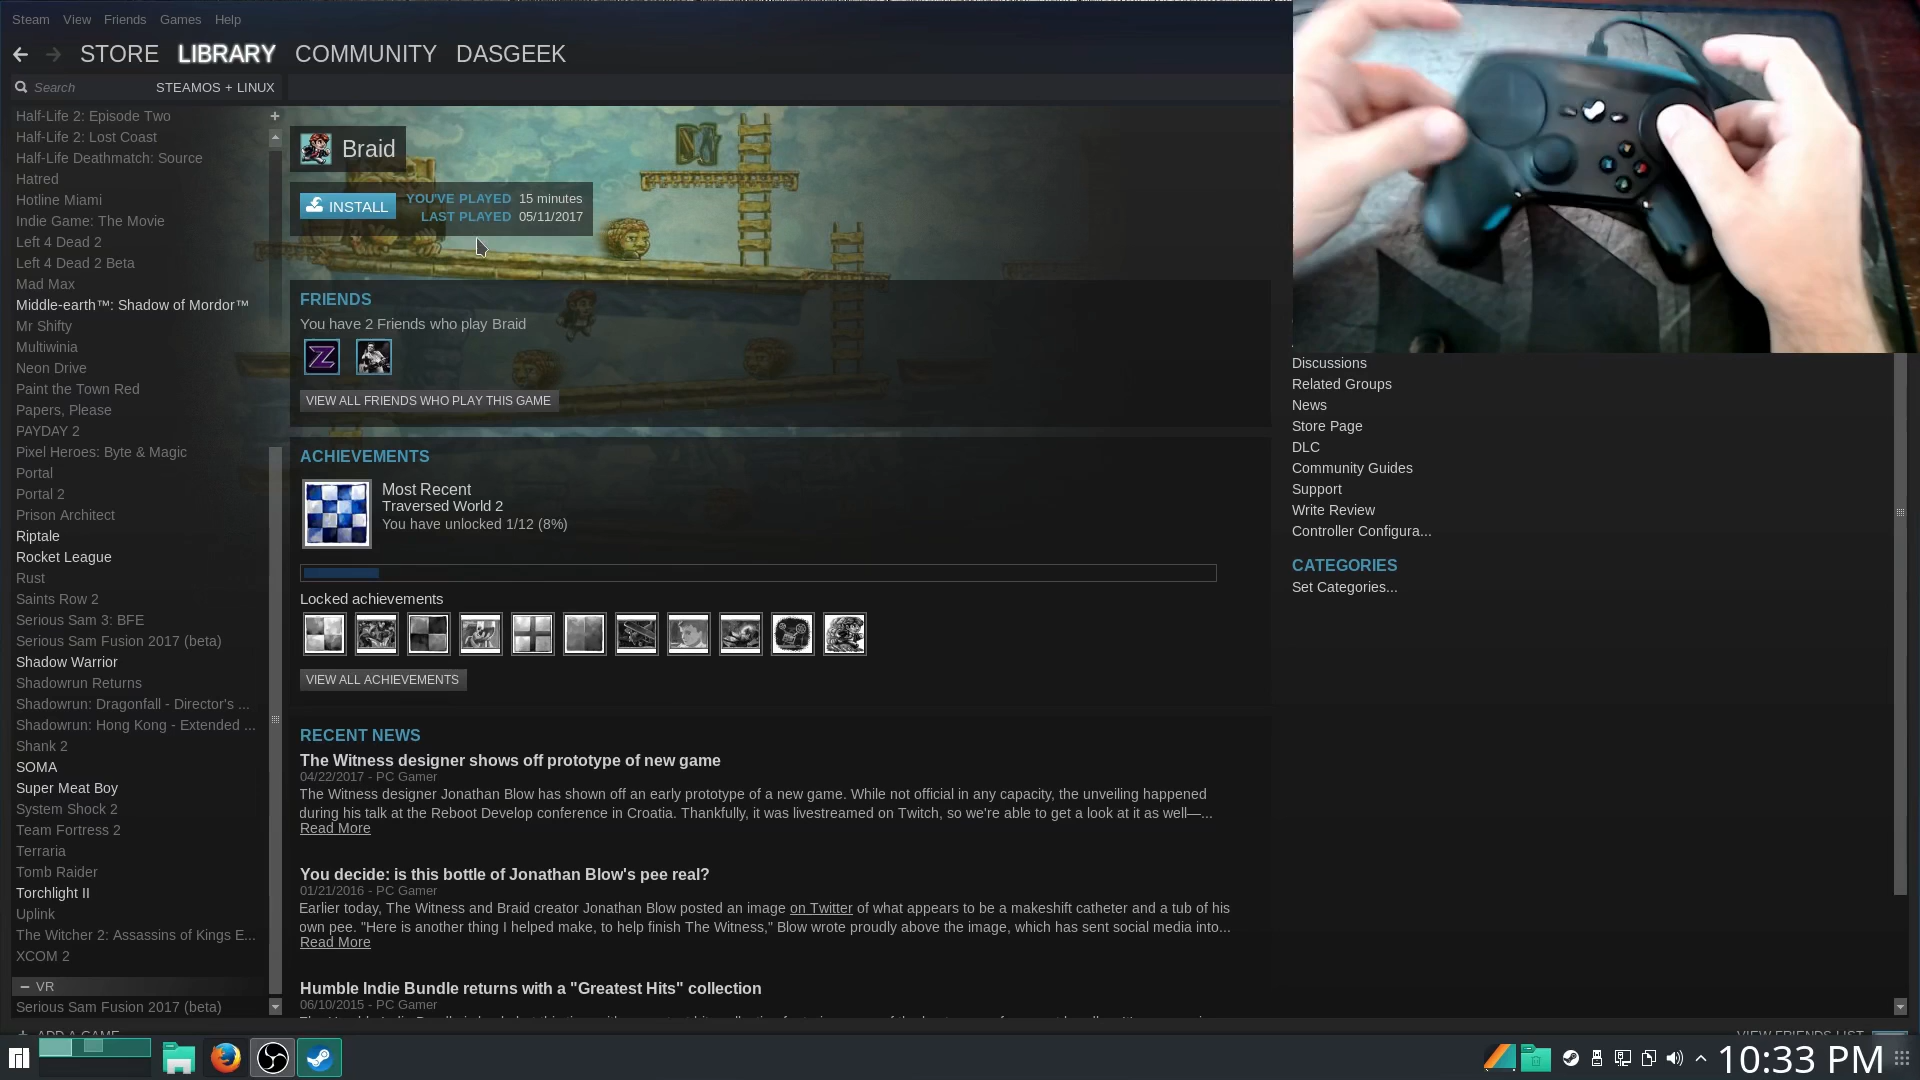 Steam View Friends Games Help
STORE LIBRARY COMMUNITY DASGEEK
Search STEAMOS + LINUX
Half-Life 2: Episode Two
Half-Life 2: Lost Coast
Half-Life Deathmatch: Source
Hatred
Hotline Miami
Indie Game: The Movie
Left 4 Dead 2
Left 4 Dead 2 Beta
Mad Max
Middle-earth™: Shadow of Mordor™
Mr Shifty
Multiwinia
Neon Drive
Paint the Town Red
Papers, Please
PAYDAY 2
Pixel Heroes: Byte & Magic
Portal
Portal 2
Prison Architect
Riptale
Rocket League
Rust
Saints Row 2
Serious Sam 3: BFE
Serious Sam Fusion 2017 (beta)
Shadow Warrior
Shadowrun Returns
Shadowrun: Dragonfall - Director's ...
Shadowrun: Hong Kong - Extended ...
Shank 2
SOMA
Super Meat Boy
System Shock 2
Team Fortress 2
Terraria
Tomb Raider
Torchlight II
Uplink
The Witcher 2: Assassins of Kings E...
XCOM 2
VR
Serious Sam Fusion 2017 (beta)
ADD A GAME
Braid
INSTALL
YOU'VE PLAYED 15 minutes
LAST PLAYED 05/11/2017
FRIENDS
You have 2 Friends who play Braid
VIEW ALL FRIENDS WHO PLAY THIS GAME
ACHIEVEMENTS
Most Recent
Traversed World 2
You have unlocked 1/12 (8%)
Locked achievements
VIEW ALL ACHIEVEMENTS
RECENT NEWS
The Witness designer shows off prototype of new game
04/22/2017 - PC Gamer
The Witness designer Jonathan Blow has shown off an early prototype of a new game. While not official in any capacity, the unveiling happened
during his talk at the Reboot Develop conference in Croatia. Thankfully, it was livestreamed on Twitch, so we're able to get a look at it as well—...
Read More
You decide: is this bottle of Jonathan Blow's pee real?
01/21/2016 - PC Gamer
Earlier today, The Witness and Braid creator Jonathan Blow posted an image on Twitter of what appears to be a makeshift catheter and a tub of his
own pee. "Here is another thing I helped make, to help finish The Witness," Blow wrote proudly above the image, which has sent social media into...
Read More
Humble Indie Bundle returns with a "Greatest Hits" collection
06/10/2015 - PC Gamer
Discussions
Related Groups
News
Store Page
DLC
Community Guides
Support
Write Review
Controller Configura...
CATEGORIES
Set Categories...
VIEW FRIENDS LIST
10:33 PM